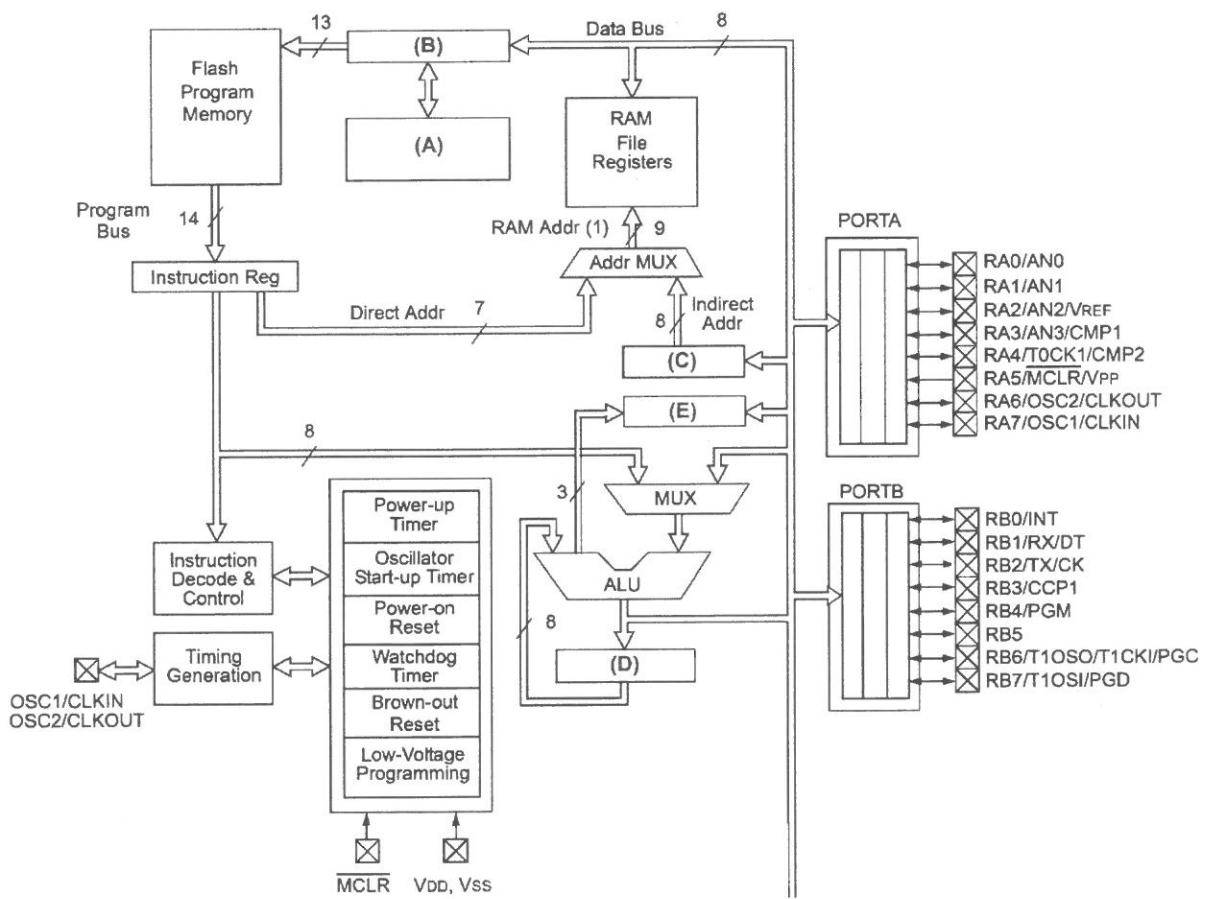 13
Data Bus
8
(B)
Flash
Program
Memory
(A)
RAM
File
Registers
Program
Bus
14
RAM Addr (1)
9
PORTA
Instruction Reg
Addr MUX
RA0/AN0
RA1/AN1
RA2/AN2/VREF
RA3/AN3/CMP1
RA4/T0CK1/CMP2
RA5/MCLR/VPP
RA6/OSC2/CLKOUT
RA7/OSC1/CLKIN
Direct Addr
7
8
Indirect
Addr
(C)
(E)
8
3
MUX
PORTB
RB0/INT
RB1/RX/DT
RB2/TX/CK
RB3/CCP1
RB4/PGM
RB5
RB6/T1OSO/T1CKI/PGC
RB7/T1OSI/PGD
Power-up
Timer
Instruction
Decode &
Control
Oscillator
Start-up Timer
ALU
Power-on
Reset
8
Timing
Generation
Watchdog
Timer
(D)
OSC1/CLKIN
OSC2/CLKOUT
Brown-out
Reset
Low-Voltage
Programming
MCLR
VDD, VSS